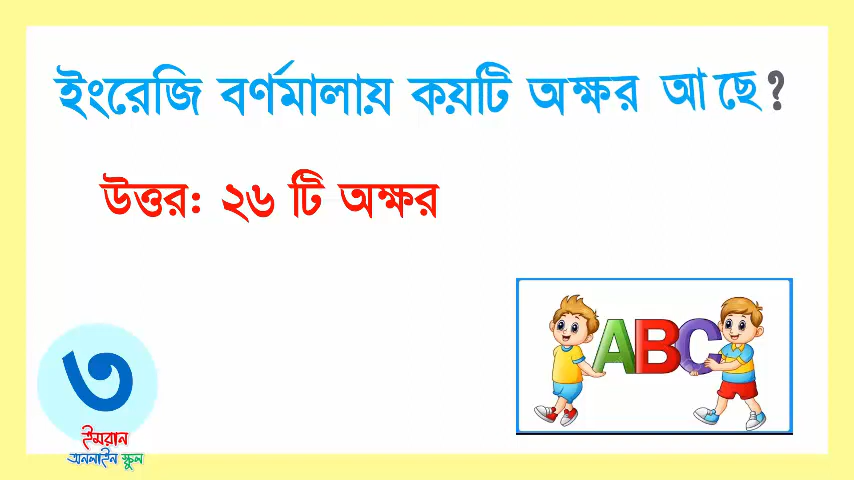 ইংরেজি বর্ণমালায় কয়টি অক্ষর আছে?
উত্তর: ২৬ টি অক্ষর
ABC
৩
ইমরান
অনলাইন স্কুল